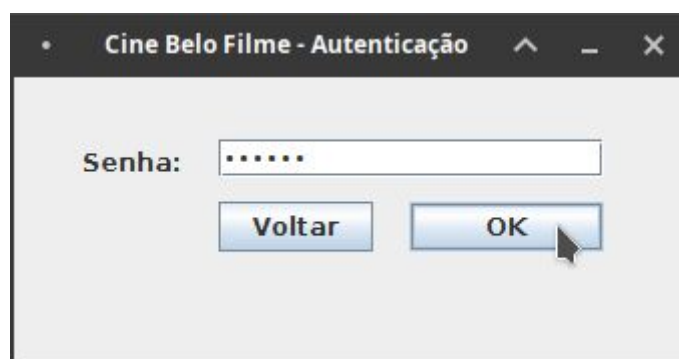 Cine Belo Filme - Autenticação
Senha: ••••••
Voltar OK